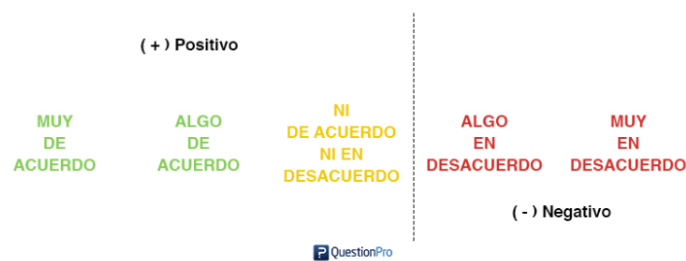 ( + ) Positivo
MUY
DE
ACUERDO
ALGO
DE
ACUERDO
NI
DE ACUERDO
NI EN
DESACUERDO
ALGO
EN
DESACUERDO
MUY
EN
DESACUERDO
( - ) Negativo
QuestionPro